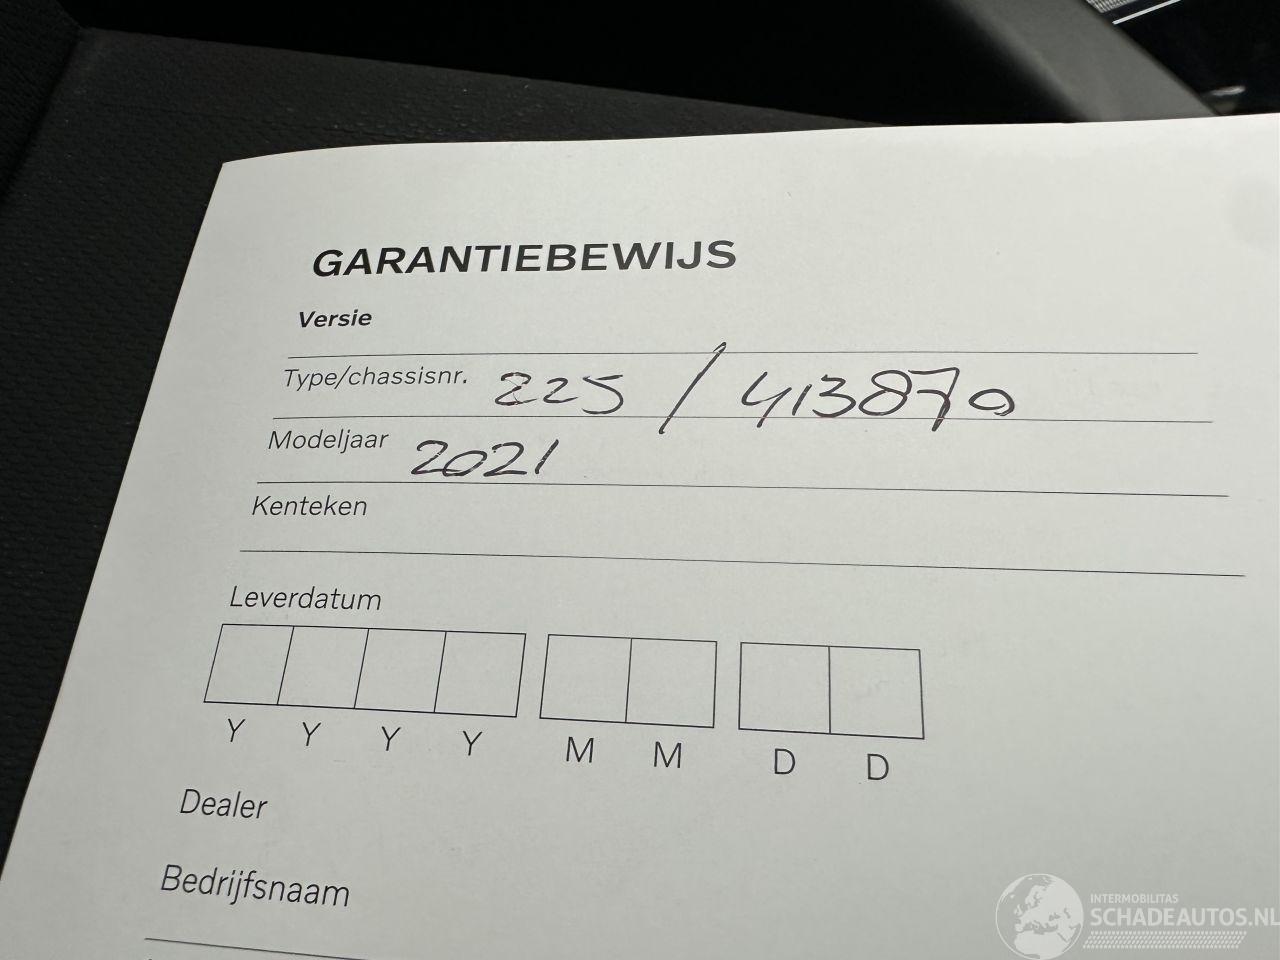 GARANTIEBEWIJS
Versie
Type/chassisnr. 225 / 413870
Modeljaar 2021
Kenteken
Leverdatum
Y Y Y Y M M D D
Dealer
Bedrijfsnaam
INTERMOBILITAS
SCHADEAUTOS.NL